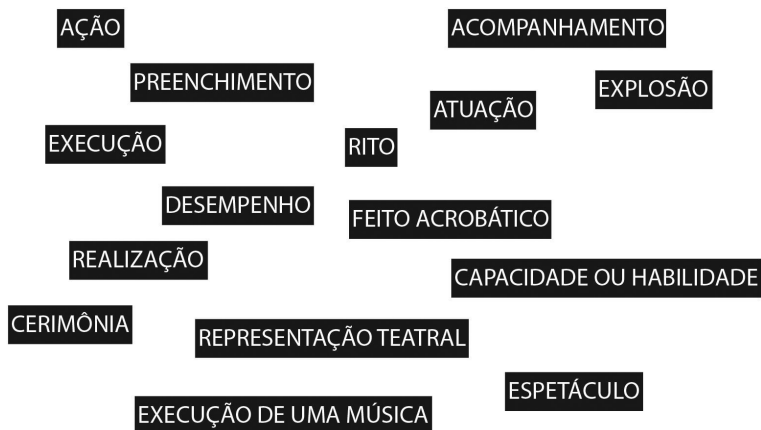 AÇÃO
ACOMPANHAMENTO
PREENCHIMENTO
EXPLOSÃO
ATUAÇÃO
EXECUÇÃO
RITO
DESEMPENHO
FEITO ACROBÁTICO
REALIZAÇÃO
CAPACIDADE OU HABILIDADE
CERIMÔNIA
REPRESENTAÇÃO TEATRAL
ESPETÁCULO
EXECUÇÃO DE UMA MÚSICA